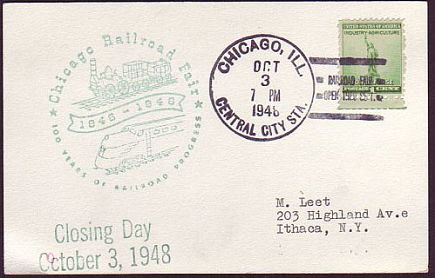 Chicago Railroad Fair
1848 - 1948
100 YEARS OF RAILROAD PROGRESS
CHICAGO, ILL.
OCT
3
7 PM
1948
CENTRAL CITY STA.
INDUSTRY AGRICULTURE
RAILROAD FAIR
OPEN
Closing Day
October 3, 1948
M. Leet
203 Highland Av.e
Ithaca, N.Y.